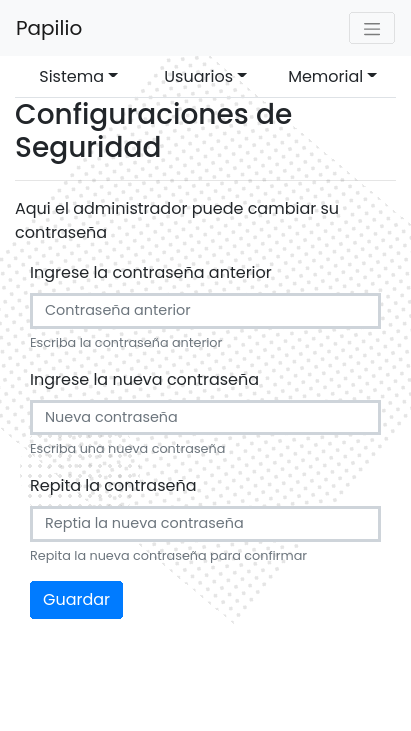 Papilio
Sistema Usuarios Memorial
Configuraciones de
Seguridad
Aqui el administrador puede cambiar su
contraseña
Ingrese la contraseña anterior
Contraseña anterior
Escriba la contraseña anterior
Ingrese la nueva contraseña
Nueva contraseña
Escriba una nueva contraseña
Repita la contraseña
Reptia la nueva contraseña
Repita la nueva contraseña para confirmar
Guardar